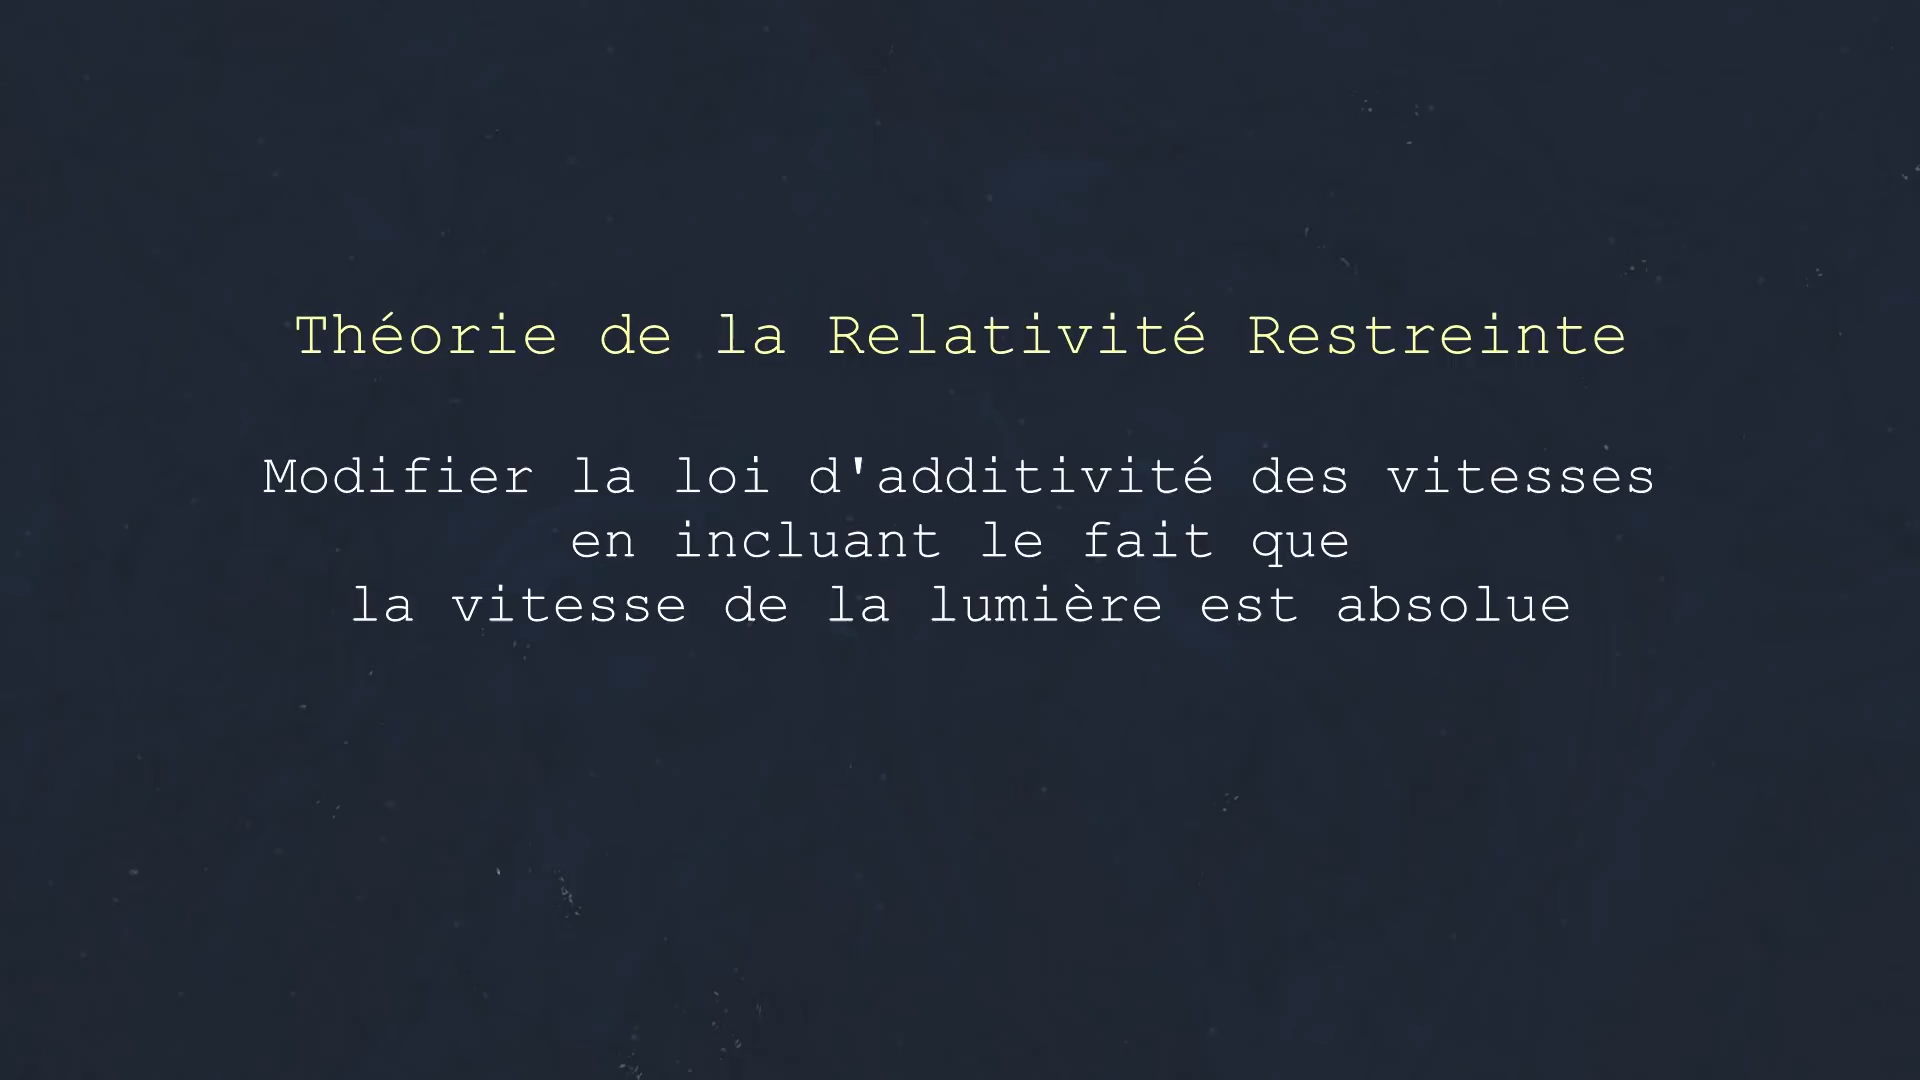 Théorie de la Relativité Restreinte
Modifier la loi d'additivité des vitesses
en incluant le fait que
la vitesse de la lumière est absolue